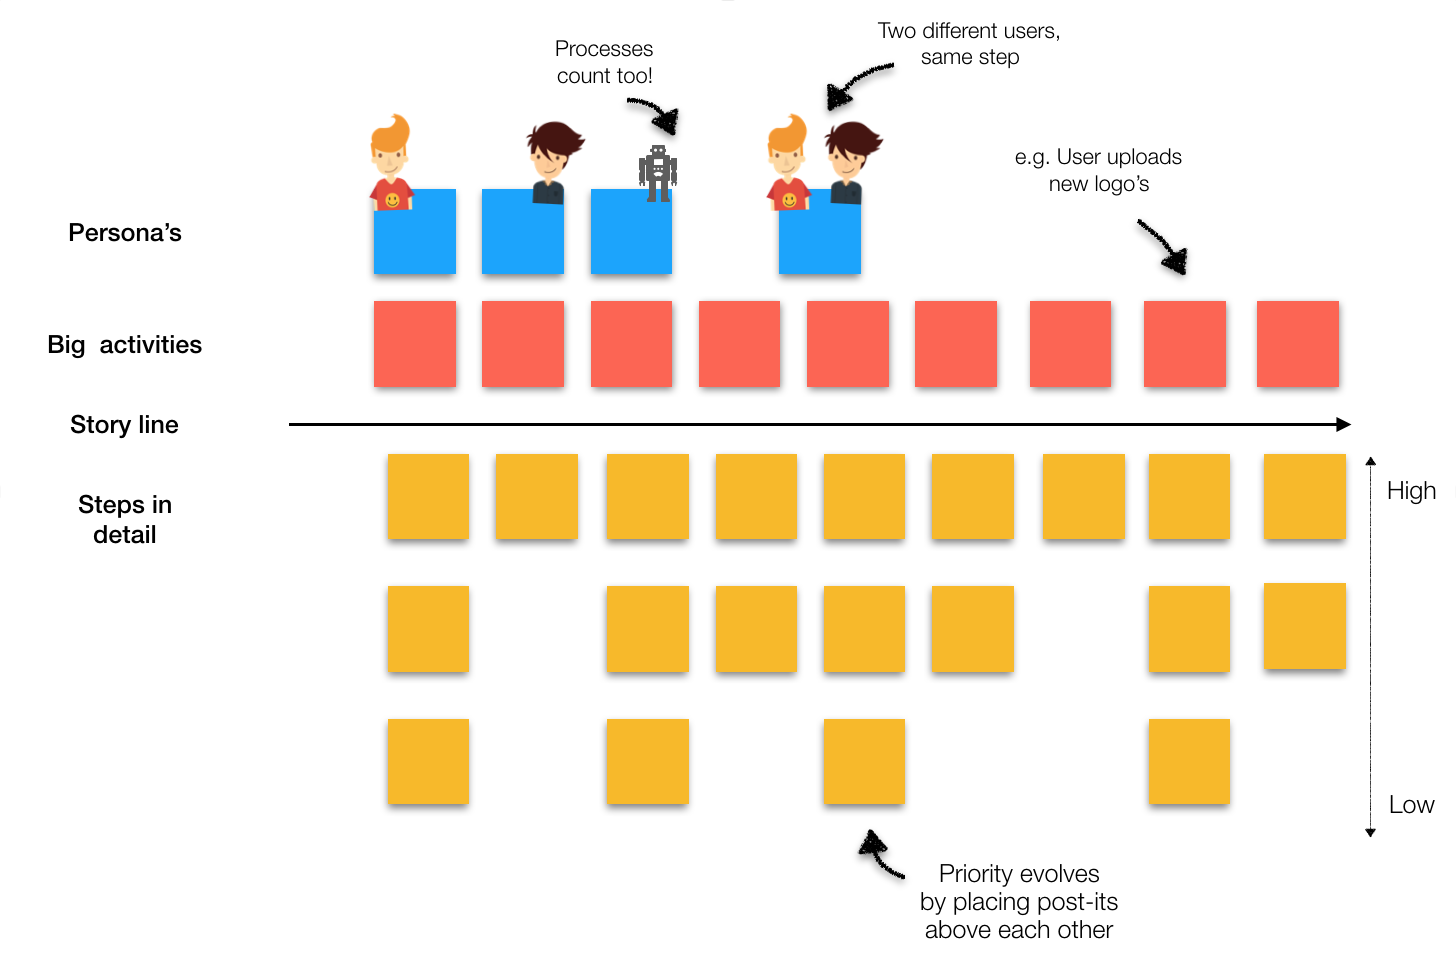 Two different users,
same step
Processes
count too!
e.g. User uploads
new logo’s
Persona’s
Big activities
Story line
Steps in
detail
High
Low
Priority evolves
by placing post-its
above each other